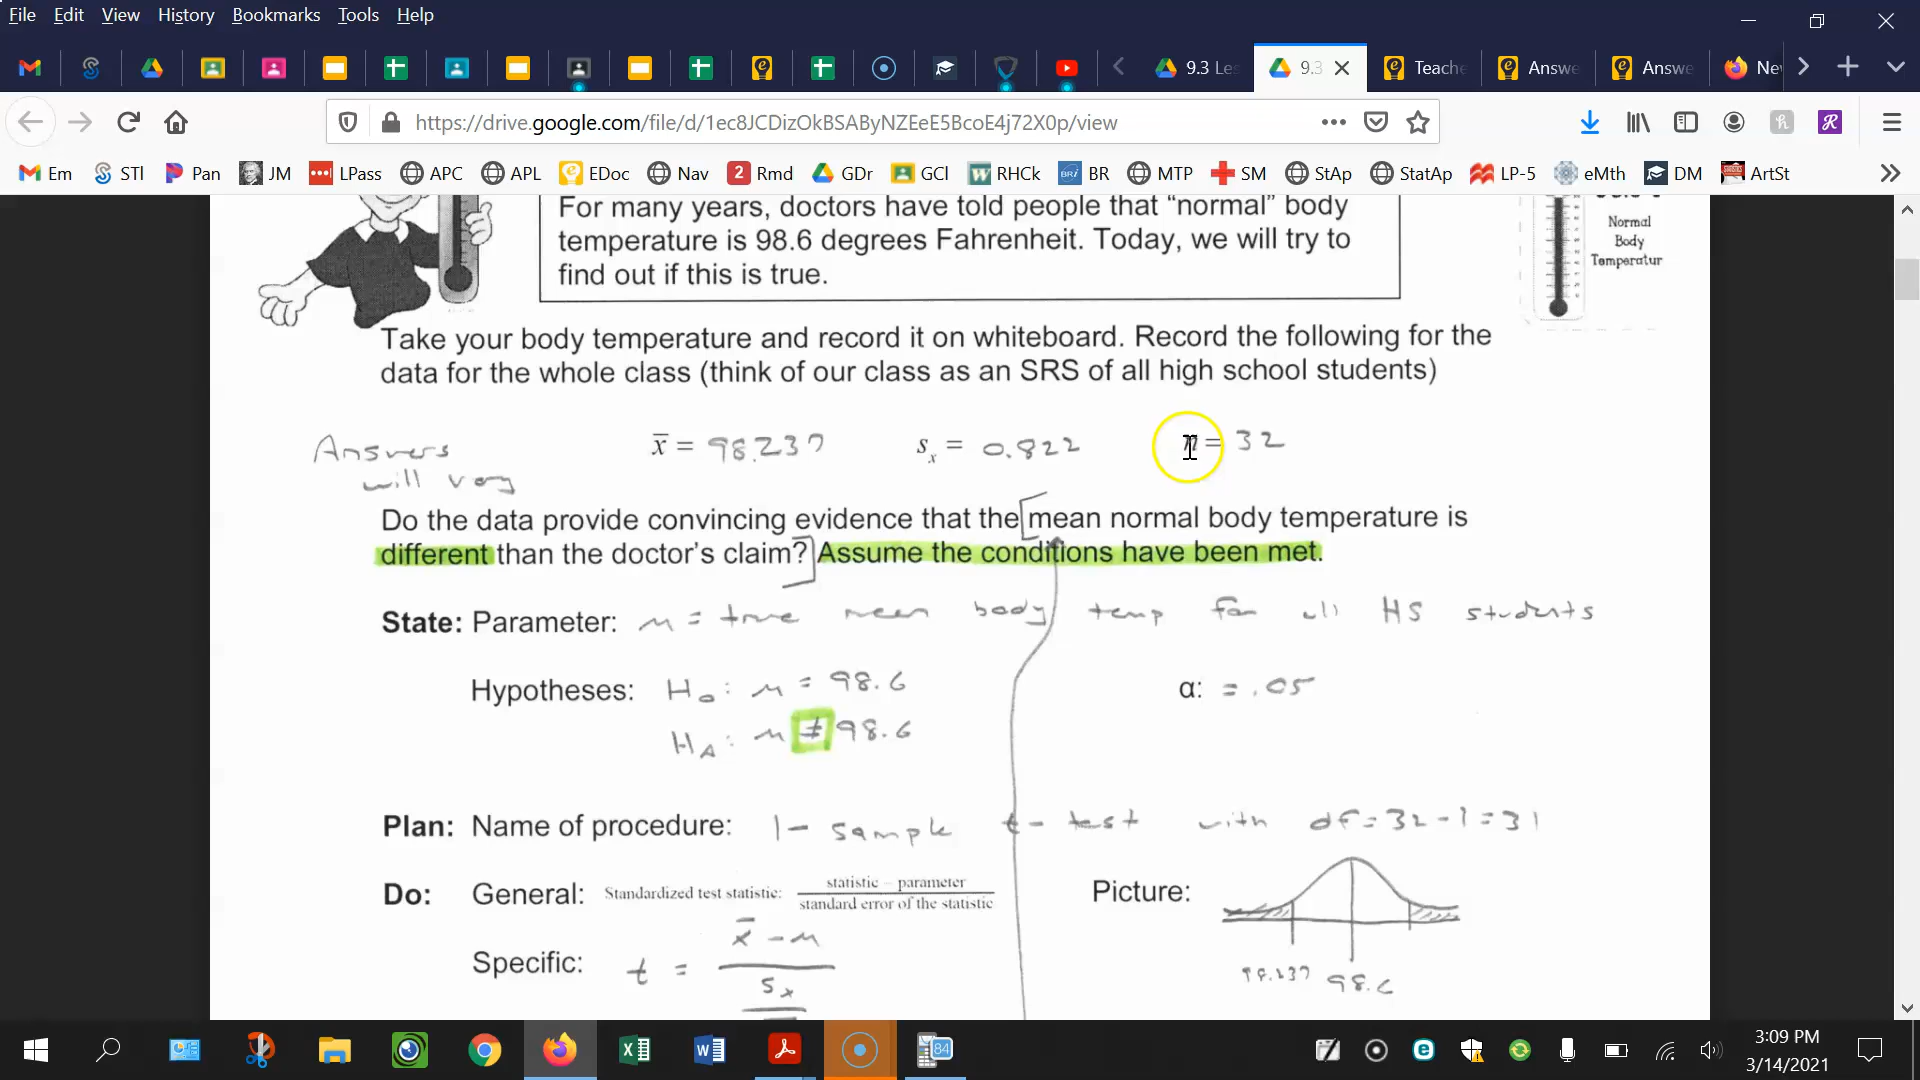 File Edit View History Bookmarks Tools Help
9.3 Les 9.3 Teache Answe Answe Nev
https://drive.google.com/file/d/1ec8JCDizOkBSAByNZEeE5BcoE4j72X0p/view
Em STl Pan JM LPass APC APL EDoc Nav 2 Rmd GDr GCl RHCk BR MTP SM StAp StatAp LP-5 eMth DM ArtSt
For many years, doctors have told people that “normal” body
temperature is 98.6 degrees Fahrenheit. Today, we will try to
find out if this is true.
Normal
Body
Temperatur
Take your body temperature and record it on whiteboard. Record the following for the
data for the whole class (think of our class as an SRS of all high school students)
Answers
will vary
x̄ = 98.237 sₓ = 0.822 n = 32
Do the data provide convincing evidence that the [mean normal body temperature is
different than the doctor’s claim?] Assume the conditions have been met.
State: Parameter: μ = true mean body temp for all HS students
Hypotheses: H₀: μ = 98.6 α: = .05
Hₐ: μ ≠ 98.6
Plan: Name of procedure: 1- sample t- test with df = 32 - 1 = 31
Do: General: Standardized test statistic: statistic – parameter
standard error of the statistic
Picture:
98.237 98.6
Specific: t = x̄ - μ
sₓ
84
3:09 PM
3/14/2021